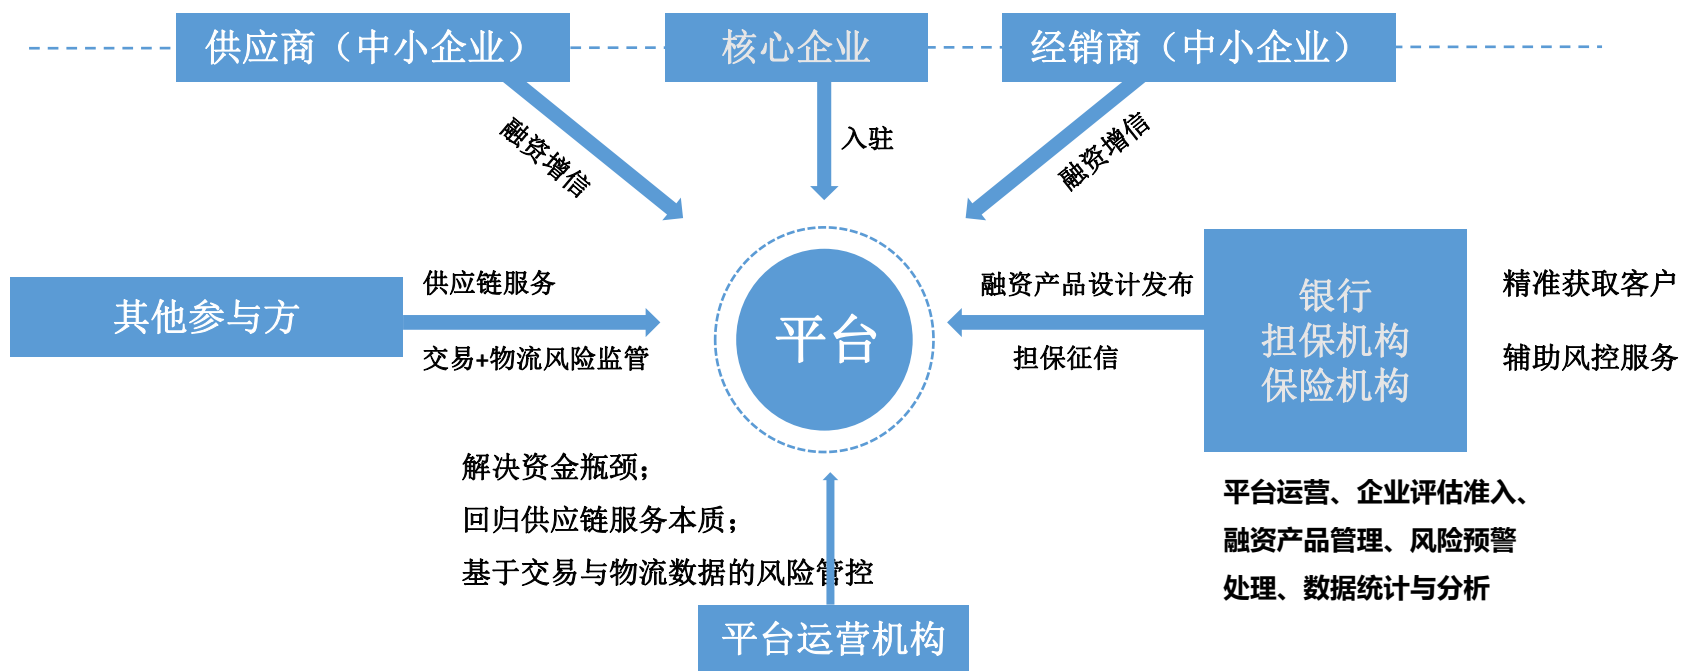 供应商（中小企业）
核心企业
经销商（中小企业）
融资增信
入驻
融资增信
其他参与方
供应链服务
交易+物流风险监管
平台
融资产品设计发布
担保征信
银行
担保机构
保险机构
精准获取客户
辅助风控服务
解决资金瓶颈；
回归供应链服务本质；
基于交易与物流数据的风险管控
平台运营、企业评估准入、
融资产品管理、风险预警
处理、数据统计与分析
平台运营机构